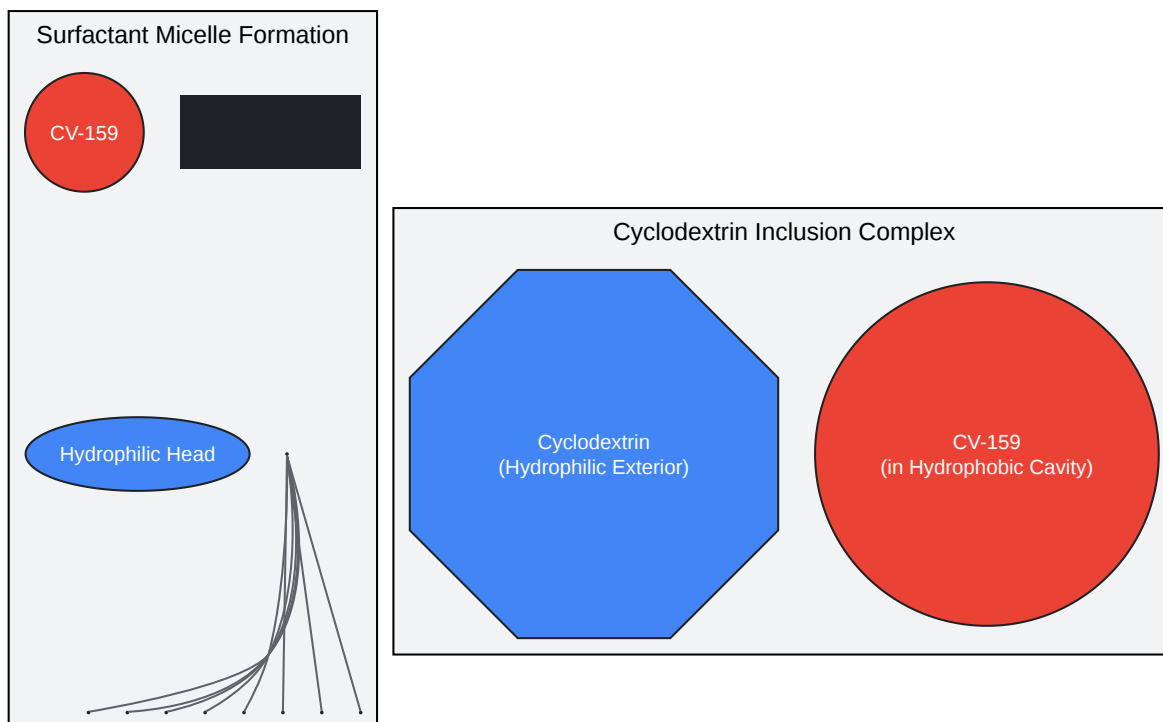 Surfactant Micelle Formation
CV-159
Hydrophilic Head
Cyclodextrin Inclusion Complex
Cyclodextrin
(Hydrophilic Exterior)
CV-159
(in Hydrophobic Cavity)